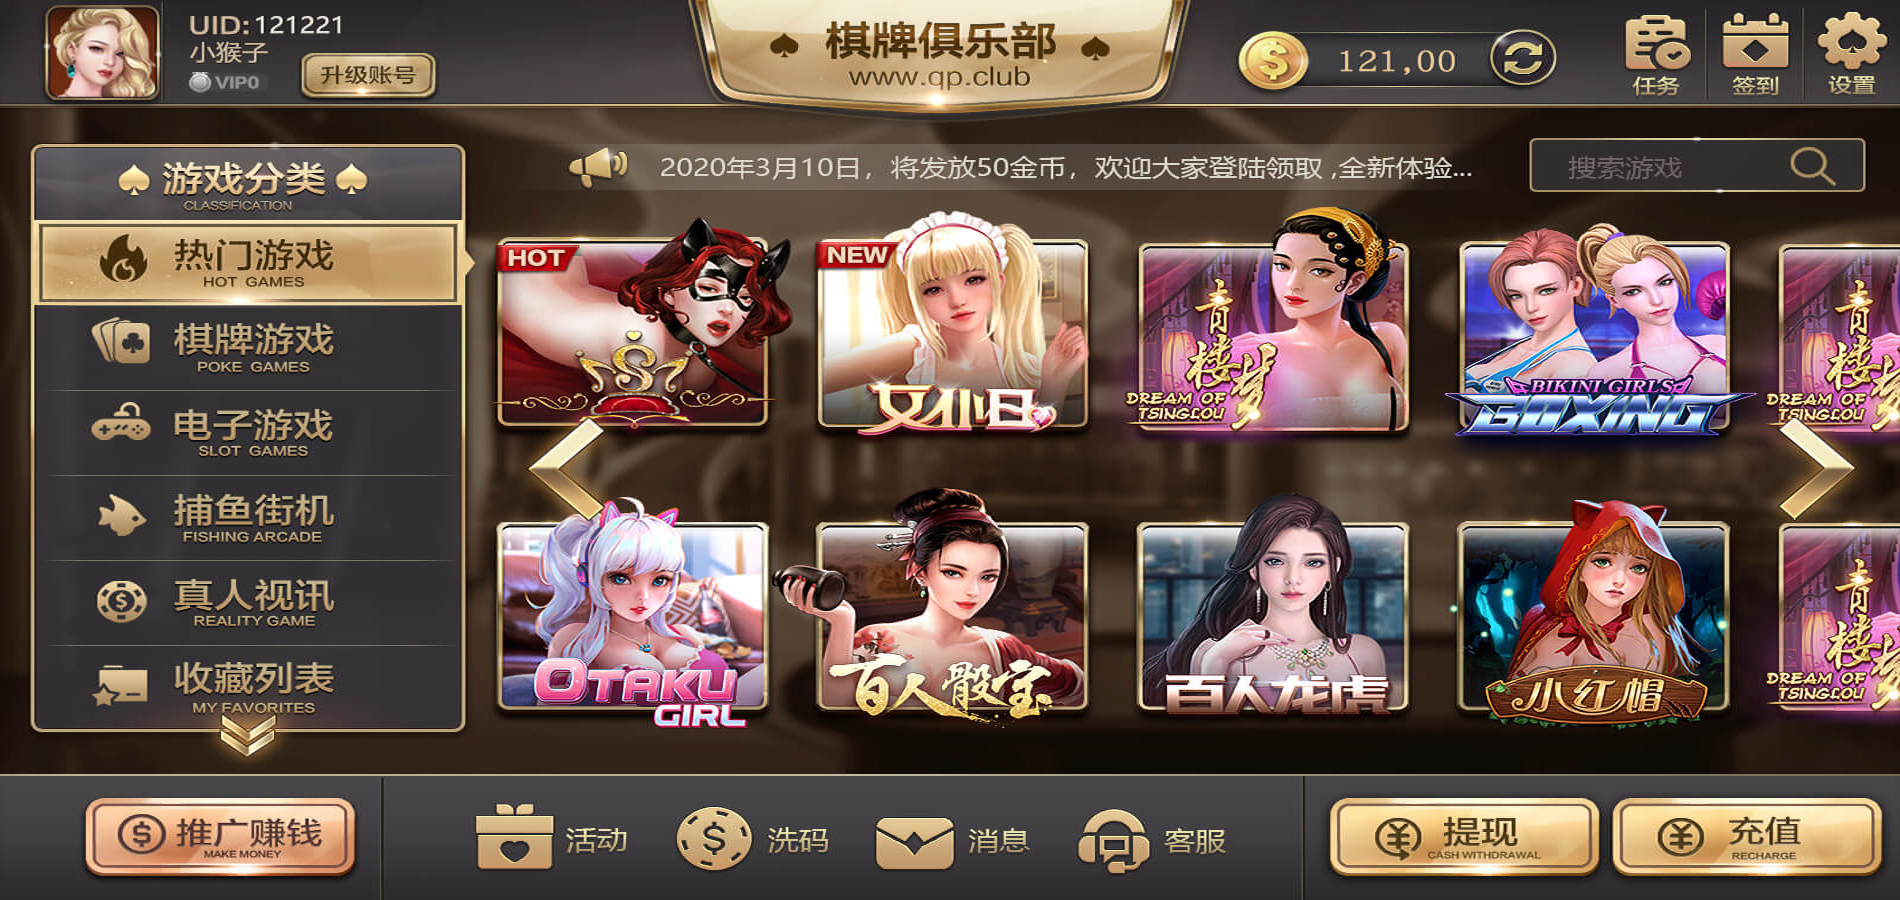 UID:121221
小猴子
VIP0
升级账号
棋牌俱乐部
www.qp.club
121,00
任务
签到
设置
游戏分类
CLASSIFICATION
2020年3月10日，将发放50金币，欢迎大家登陆领取 ,全新体验...
搜索游戏
热门游戏
HOT GAMES
棋牌游戏
POKE GAMES
电子游戏
SLOT GAMES
捕鱼街机
FISHING ARCADE
真人视讯
REALITY GAME
收藏列表
MY FAVORITES
HOT
S
NEW
女仆小日
青楼梦
DREAM OF
TSINGLOU
BIKINI GIRLS
BOXING
青楼梦
DREAM OF
TSINGLOU
OTAKU
GIRL
百人骰宝
百人龙虎
小红帽
青楼梦
DREAM OF
TSINGLOU
推广赚钱
MAKE MONEY
活动
洗码
消息
客服
提现
CASH WITHDRAWAL
充值
RECHARGE